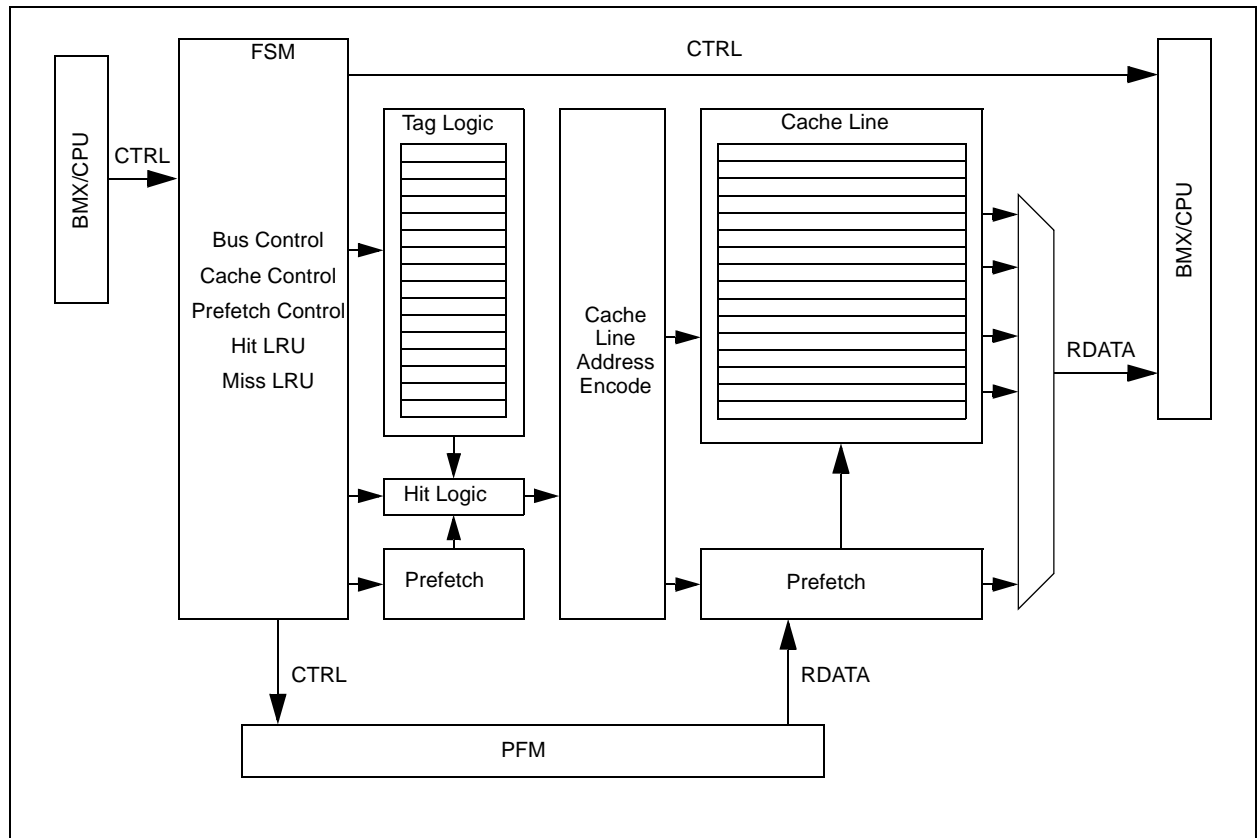 FSM
CTRL
BMX/CPU
CTRL
Tag Logic
Cache Line
BMX/CPU
Bus Control
Cache Control
Prefetch Control
Hit LRU
Miss LRU
Cache
Line
Address
Encode
RDATA
Hit Logic
Prefetch
Prefetch
CTRL
RDATA
PFM